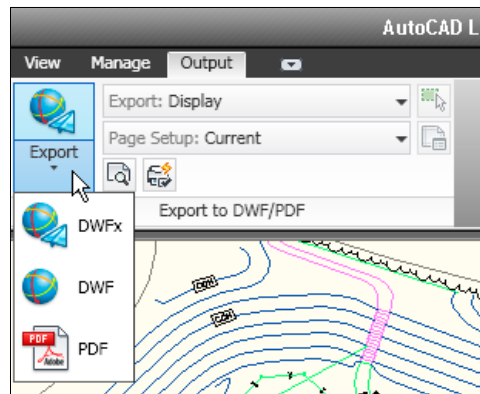 AutoCAD L
View Manage Output
Export: Display
Page Setup: Current
Export
Export to DWF/PDF
DWFx
DWF
PDF
Adobe
PDF